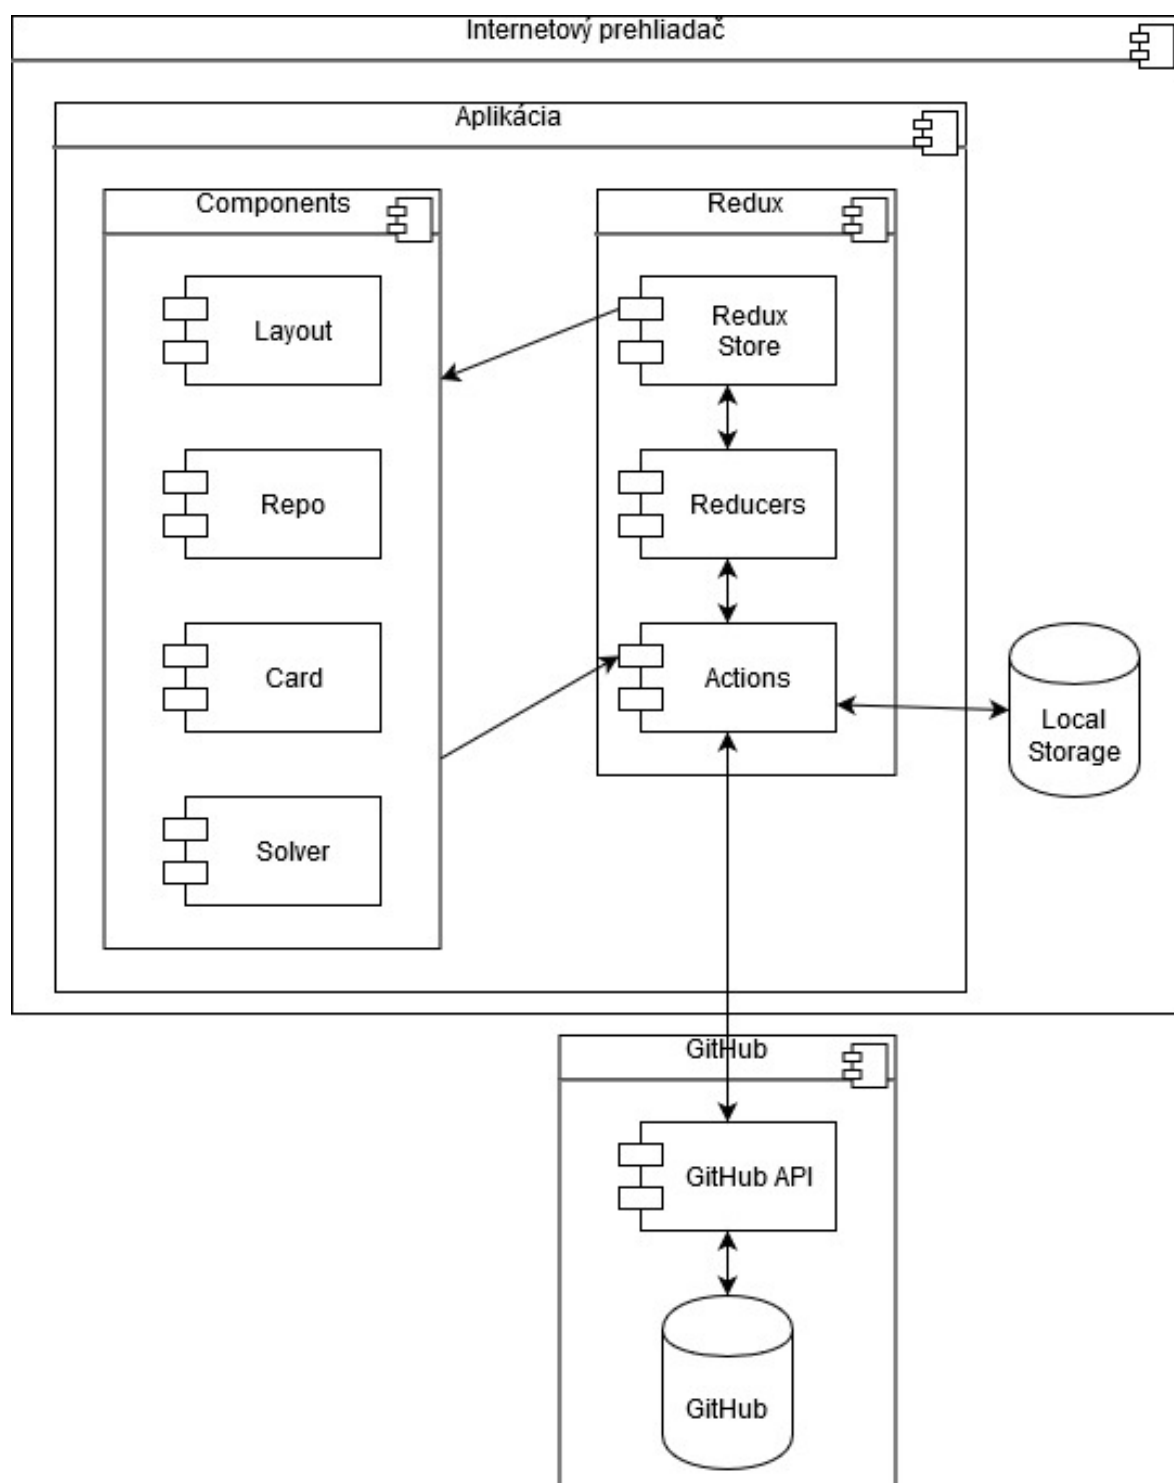 Internetový prehliadač
Aplikácia
Components
Redux
Layout
Redux
Store
Repo
Reducers
Card
Actions
Local
Storage
Solver
GitHub
GitHub API
GitHub